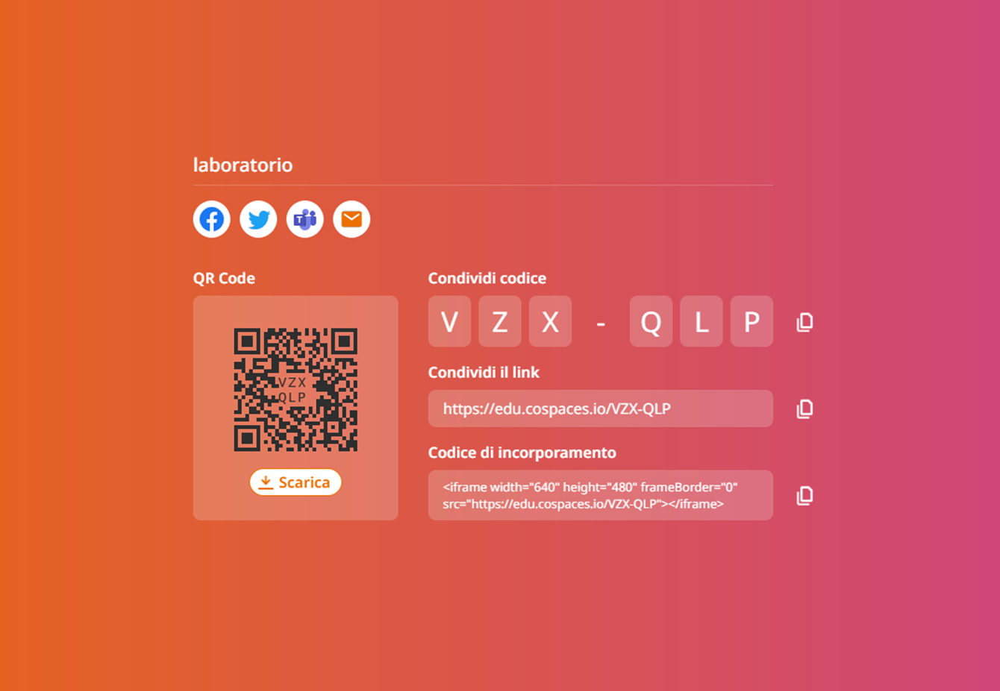 laboratorio
QR Code
VZX
QLP
Scarica
Condividi codice
V Z X - Q L P
Condividi il link
https://edu.cospaces.io/VZX-QLP
Codice di incorporamento
<iframe width="640" height="480" frameBorder="0"
src="https://edu.cospaces.io/VZX-QLP"></iframe>